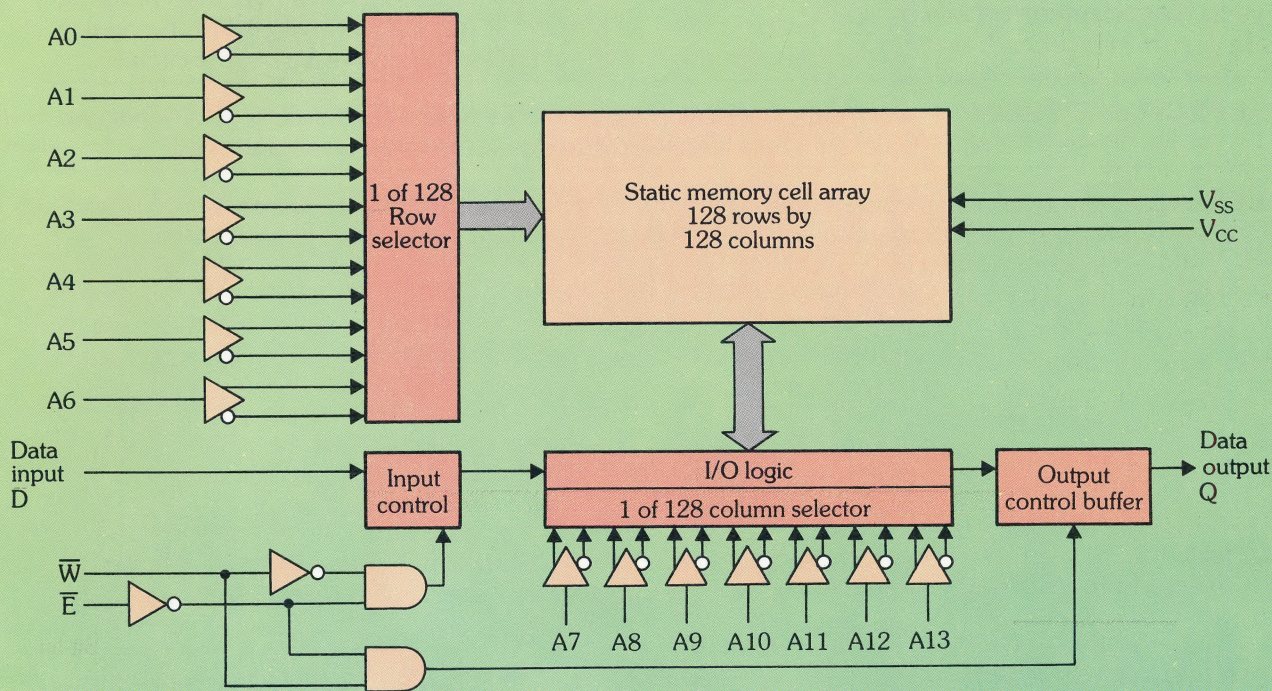 A0
A1
A2
A3
A4
A5
A6
1 of 128
Row
selector
Static memory cell array
128 rows by
128 columns
V_SS
V_CC
Data
input
D
Input
control
I/O logic
1 of 128 column selector
Output
control buffer
Data
output
Q
W̅
E̅
A7
A8
A9
A10
A11
A12
A13